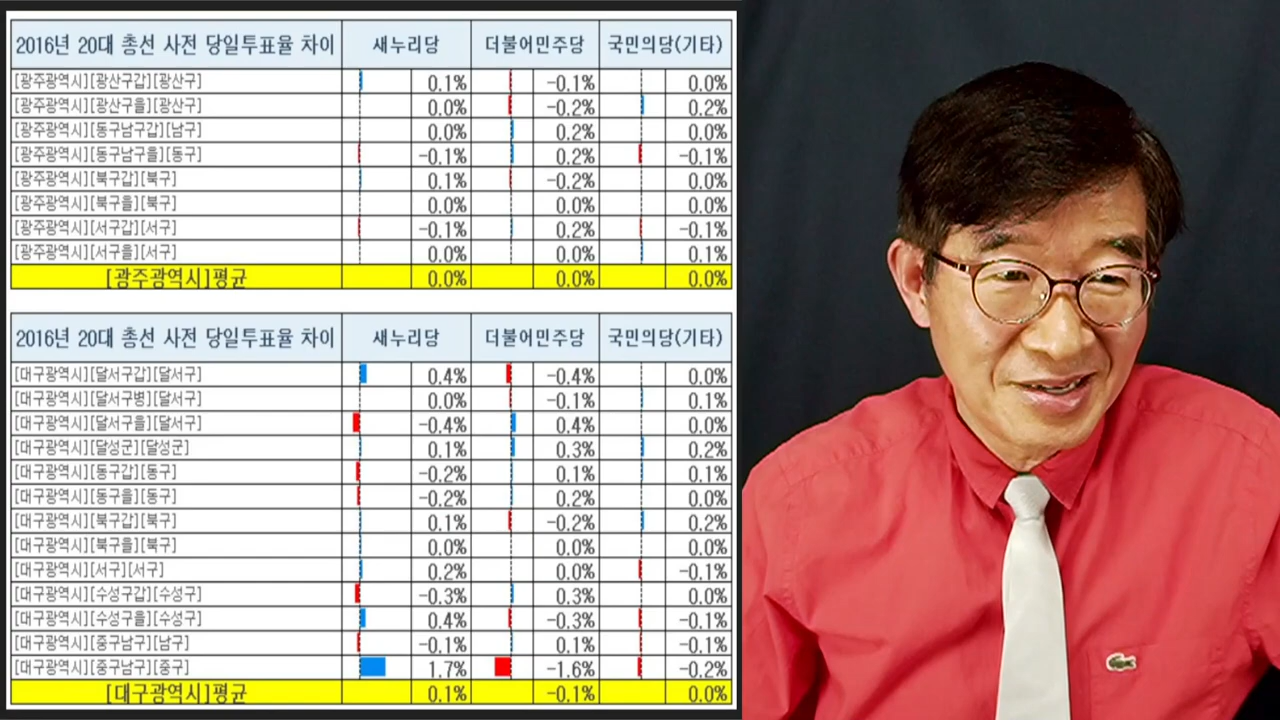 2016년 20대 총선 사전 당일투표율 차이 새누리당 더불어민주당 국민의당(기타)
[광주광역시][광산구갑][광산구] 0.1% -0.1% 0.0%
[광주광역시][광산구을][광산구] 0.0% -0.2% 0.2%
[광주광역시][동구남구갑][남구] 0.0% 0.2% 0.0%
[광주광역시][동구남구을][동구] -0.1% 0.2% -0.1%
[광주광역시][북구갑][북구] 0.1% -0.2% 0.0%
[광주광역시][북구을][북구] 0.0% 0.0% 0.0%
[광주광역시][서구갑][서구] -0.1% 0.2% -0.1%
[광주광역시][서구을][서구] 0.0% 0.0% 0.1%
[광주광역시]평균 0.0% 0.0% 0.0%
2016년 20대 총선 사전 당일투표율 차이 새누리당 더불어민주당 국민의당(기타)
[대구광역시][달서구갑][달서구] 0.4% -0.4% 0.0%
[대구광역시][달서구병][달서구] 0.0% -0.1% 0.1%
[대구광역시][달서구을][달서구] -0.4% 0.4% 0.0%
[대구광역시][달성군][달성군] 0.1% 0.3% 0.2%
[대구광역시][동구갑][동구] -0.2% 0.1% 0.1%
[대구광역시][동구을][동구] -0.2% 0.2% 0.0%
[대구광역시][북구갑][북구] 0.1% -0.2% 0.2%
[대구광역시][북구을][북구] 0.0% 0.0% 0.0%
[대구광역시][서구][서구] 0.2% 0.0% -0.1%
[대구광역시][수성구갑][수성구] -0.3% 0.3% 0.0%
[대구광역시][수성구을][수성구] 0.4% -0.3% -0.1%
[대구광역시][중구남구][남구] -0.1% 0.1% -0.1%
[대구광역시][중구남구][중구] 1.7% -1.6% -0.2%
[대구광역시]평균 0.1% -0.1% 0.0%